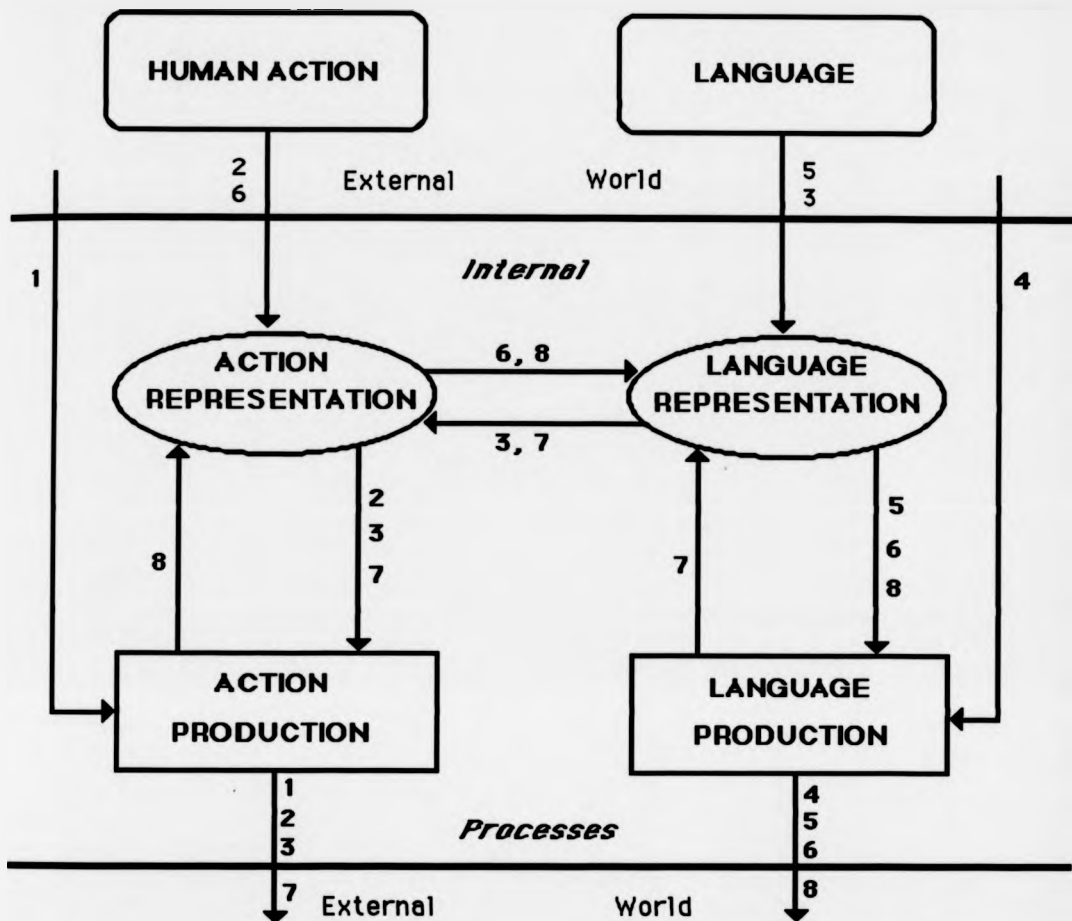 HUMAN ACTION
LANGUAGE
2
6
External World
5
3
1
Internal
4
ACTION
REPRESENTATION
6, 8
LANGUAGE
REPRESENTATION
3, 7
2
3
7
8
5
6
8
7
ACTION
PRODUCTION
LANGUAGE
PRODUCTION
1
2
3
Processes
4
5
6
7
External World
8